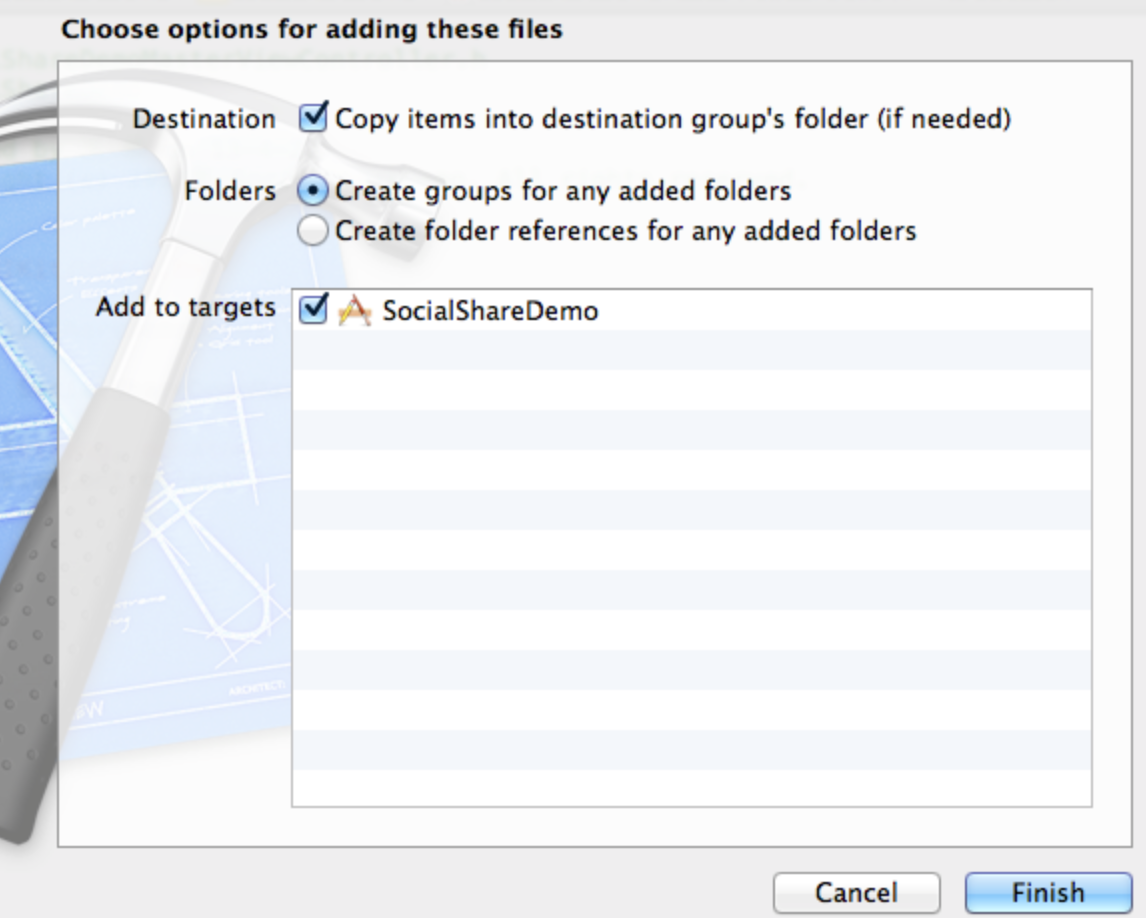 Choose options for adding these files
Destination
Copy items into destination group's folder (if needed)
Folders
Create groups for any added folders
Create folder references for any added folders
Add to targets
SocialShareDemo
ARCHITECT:
Cancel
Finish